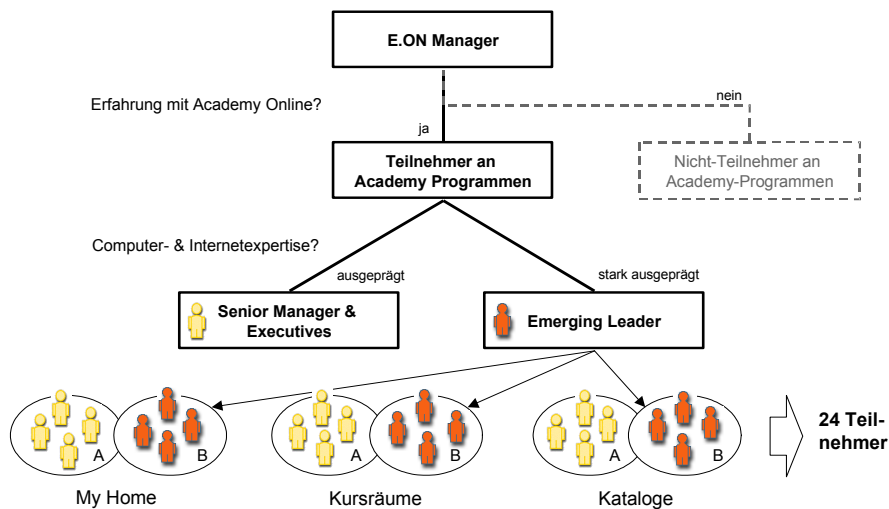 E.ON Manager
Erfahrung mit Academy Online?
nein
ja
Teilnehmer an
Academy Programmen
Nicht-Teilnehmer an
Academy-Programmen
Computer- & Internetexpertise?
ausgeprägt
stark ausgeprägt
Senior Manager &
Executives
Emerging Leader
A
B
A
B
A
B
24 Teil-
nehmer
My Home
Kursräume
Kataloge